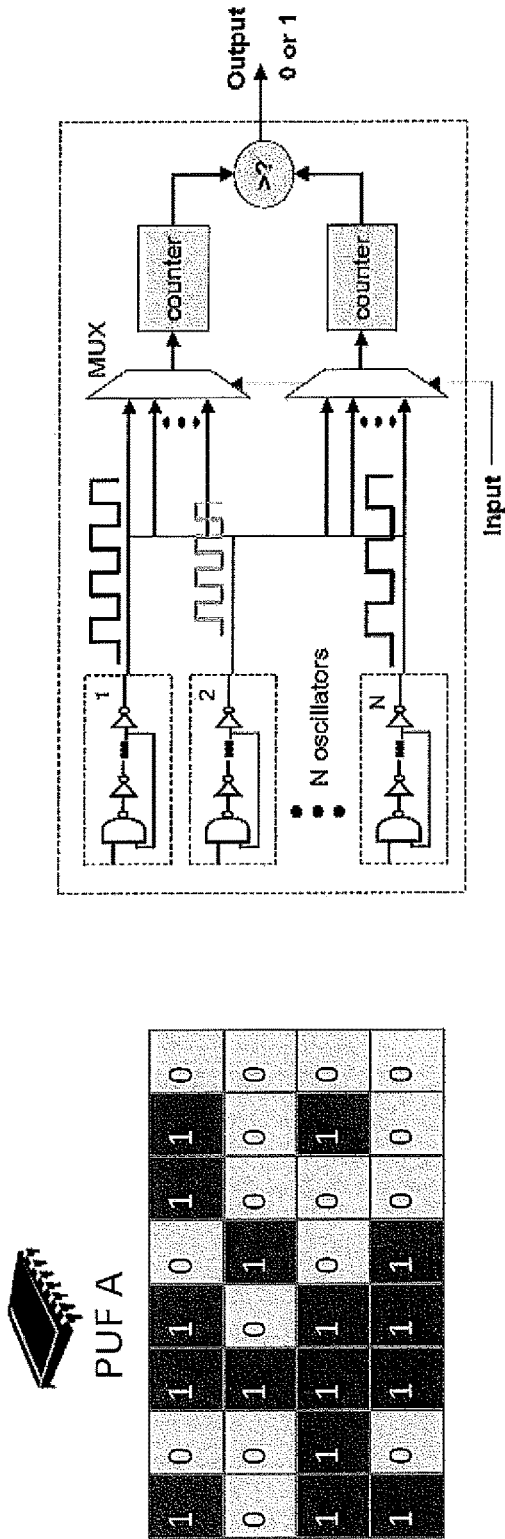 PUF A
1 0 1 1 0 1 1 0
0 0 1 0 1 0 0 0
1 1 1 1 0 0 1 0
1 0 1 1 1 0 0 0
1
2
N oscillators
N
MUX
counter
counter
>?
Output
0 or 1
Input